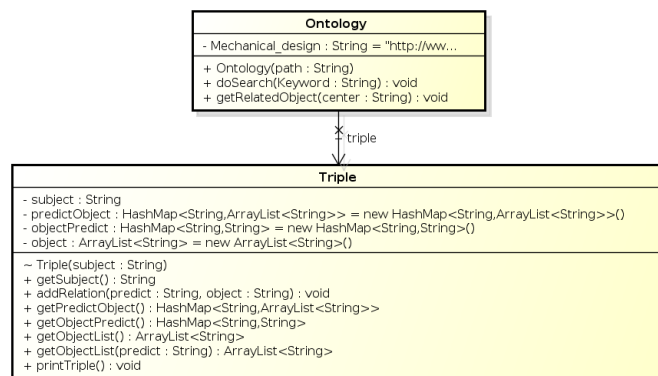 Ontology
- Mechanical_design : String = "http://ww...
+ Ontology(path : String)
+ doSearch(Keyword : String) : void
+ getRelatedObject(center : String) : void
- triple
Triple
- subject : String
- predictObject : HashMap<String,ArrayList<String>> = new HashMap<String,ArrayList<String>>()
- objectPredict : HashMap<String,String> = new HashMap<String,String>()
- object : ArrayList<String> = new ArrayList<String>()
~ Triple(subject : String)
+ getSubject() : String
+ addRelation(predict : String, object : String) : void
+ getPredictObject() : HashMap<String,ArrayList<String>>
+ getObjectPredict() : HashMap<String,String>
+ getObjectList() : ArrayList<String>
+ getObjectList(predict : String) : ArrayList<String>
+ printTriple() : void